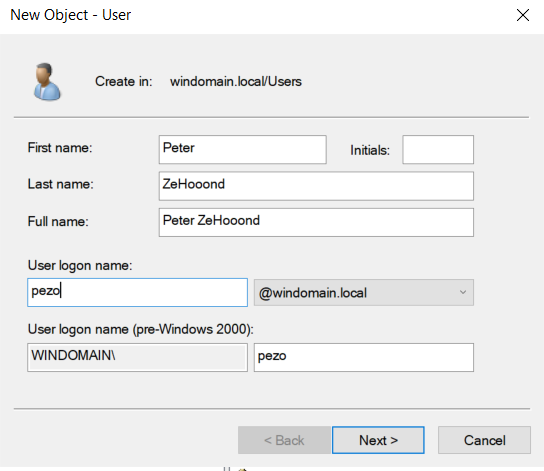 New Object - User
Create in: windomain.local/Users
First name: Peter Initials:
Last name: ZeHooond
Full name: Peter ZeHooond
User logon name:
pezo @windomain.local
User logon name (pre-Windows 2000):
WINDOMAIN\ pezo
< Back Next > Cancel